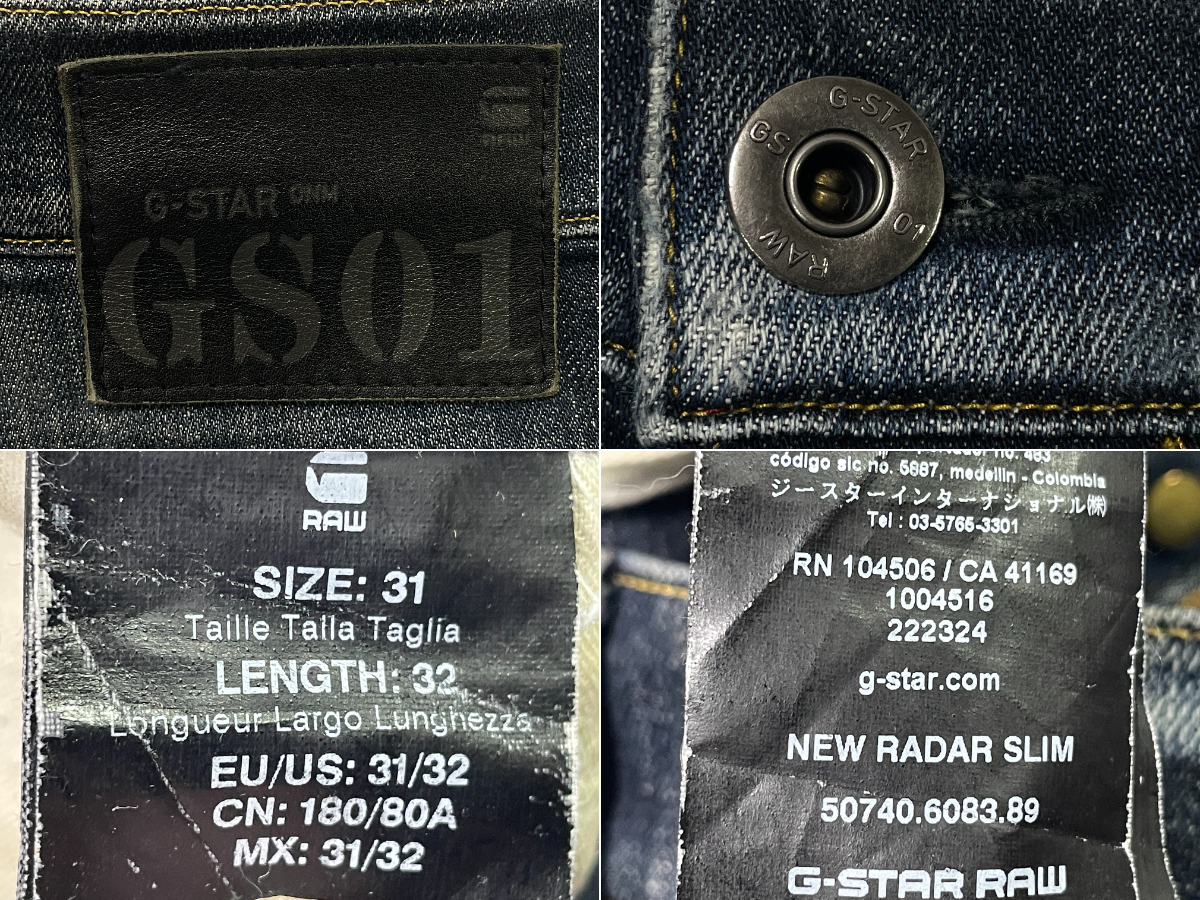 G-STAR DNM
GS01
G-STAR
GS
01
RAW
RAW
SIZE: 31
Taille Talla Taglia
LENGTH: 32
Longueur Largo Lunghezza
EU/US: 31/32
CN: 180/80A
MX: 31/32
no. 483
código sic no. 5887, medellin - Colombia
ジースターインターナショナル(株)
Tel : 03-5765-3301
RN 104506 / CA 41169
1004516
222324
g-star.com
NEW RADAR SLIM
50740.6083.89
G-STAR RAW